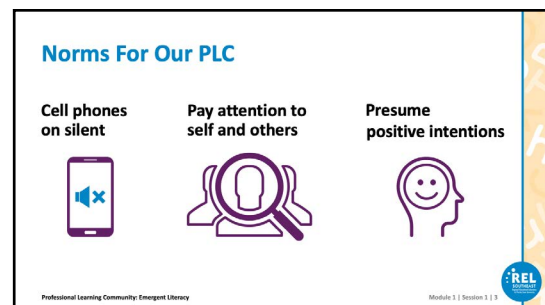 Norms For Our PLC
Cell phones
on silent
Pay attention to
self and others
Presume
positive intentions
Professional Learning Community: Emergent Literacy
Module 1 | Session 1 | 3
REL
SOUTHEAST